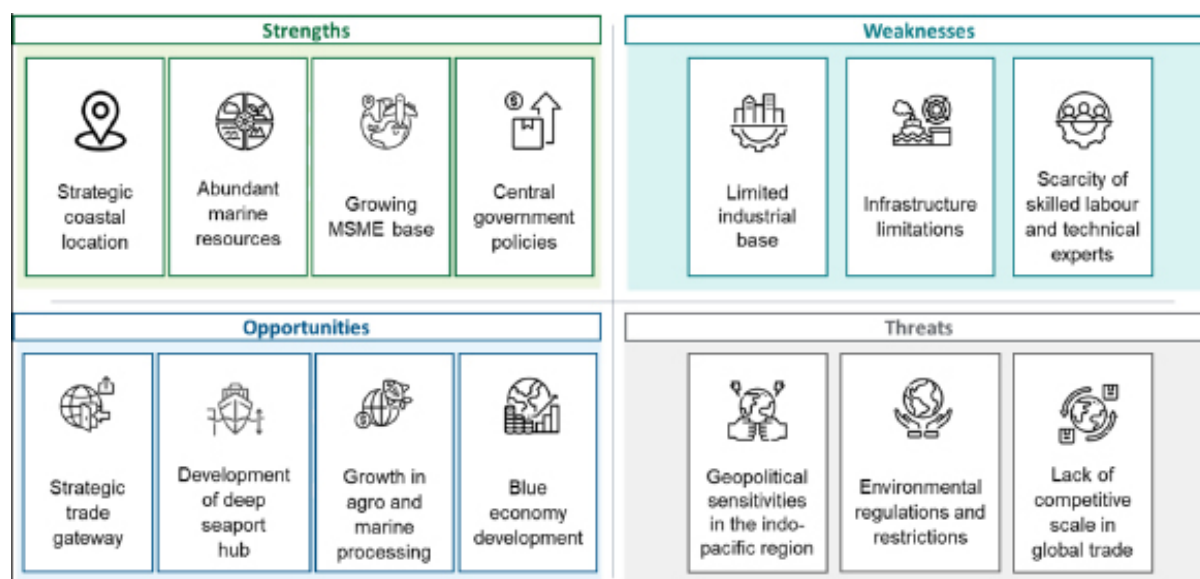 Strengths
Strategic
coastal
location
Abundant
marine
resources
Growing
MSME base
Central
government
policies
Weaknesses
Limited
industrial
base
Infrastructure
limitations
Scarcity of
skilled labour
and technical
experts
Opportunities
Strategic
trade
gateway
Development
of deep
seaport
hub
Growth in
agro and
marine
processing
Blue
economy
development
Threats
Geopolitical
sensitivities
in the indo-
pacific region
Environmental
regulations and
restrictions
Lack of
competitive
scale in
global trade